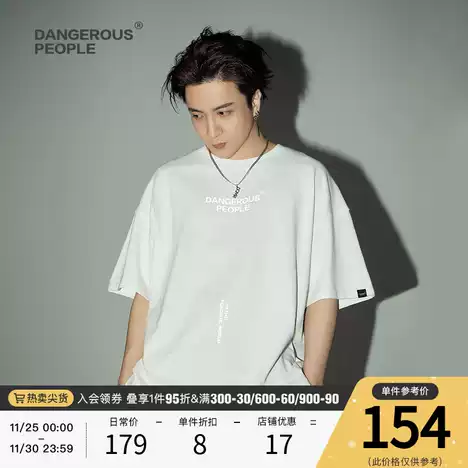 DANGEROUS®
PEOPLE
DANGEROUS®
PEOPLE
热卖尖货 入会领券 叠享1件95折&满300-30/600-60/900-90
11/25 00:00
11/30 23:59
日常价
179
-
单件折扣
8
-
店铺优惠
17
=
单件参考价
154
(此价格仅供参考)